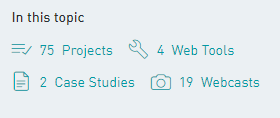 In this topic
75 Projects 4 Web Tools
2 Case Studies 19 Webcasts